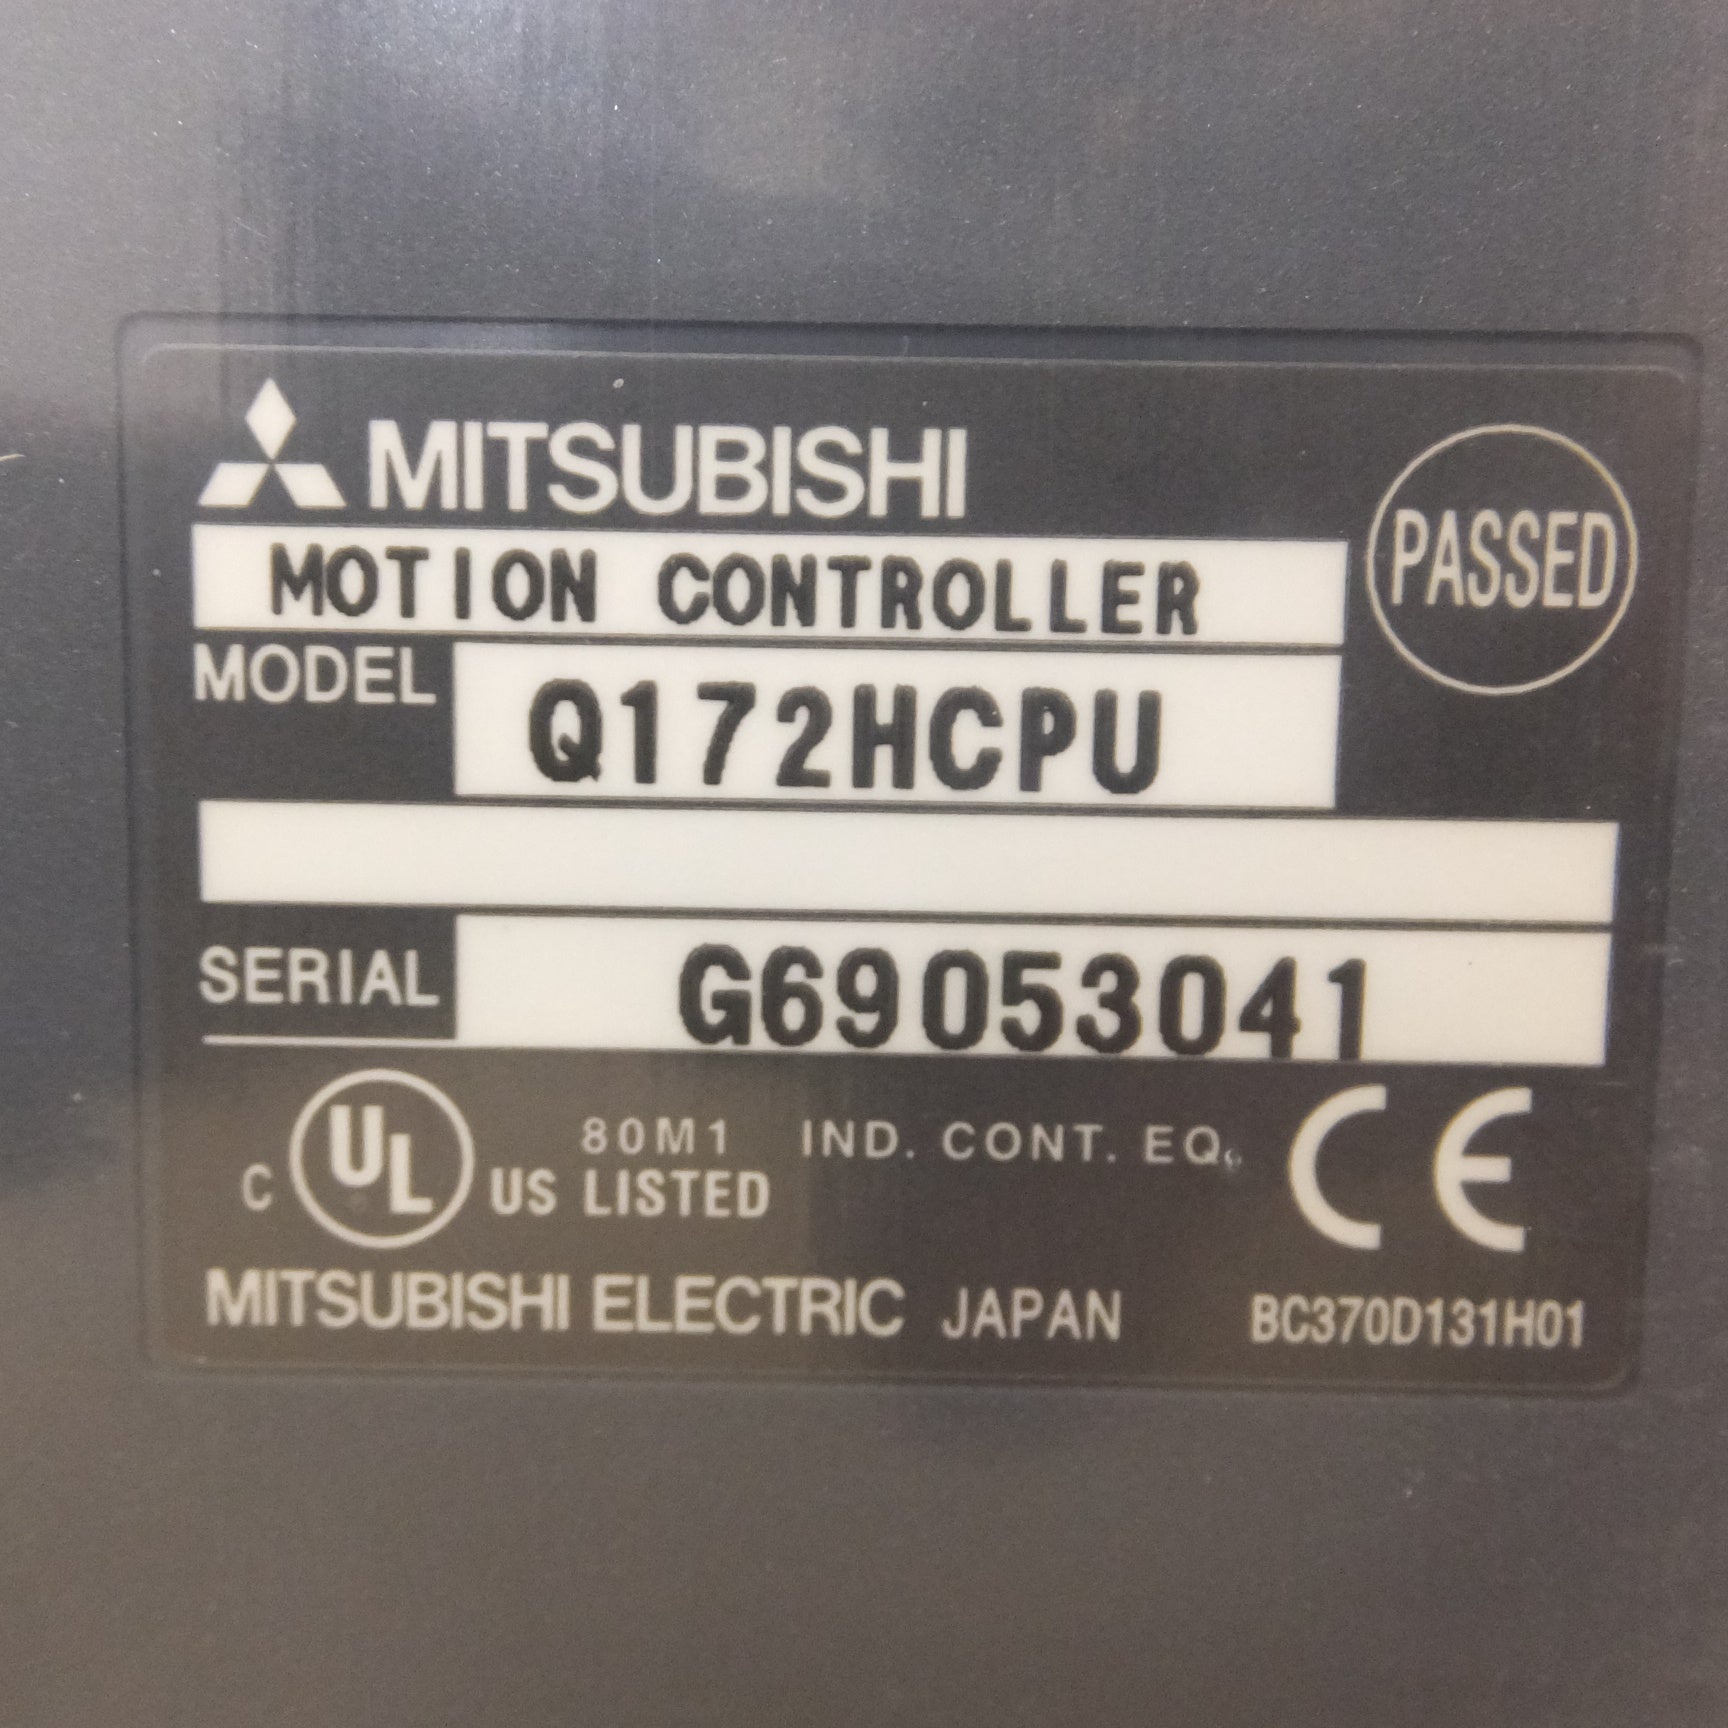 MITSUBISHI
PASSED
MOTION CONTROLLER
MODEL Q172HCPU
SERIAL G69053041
C UL US LISTED 80M1 IND. CONT. EQ. CE
MITSUBISHI ELECTRIC JAPAN BC370D131H01